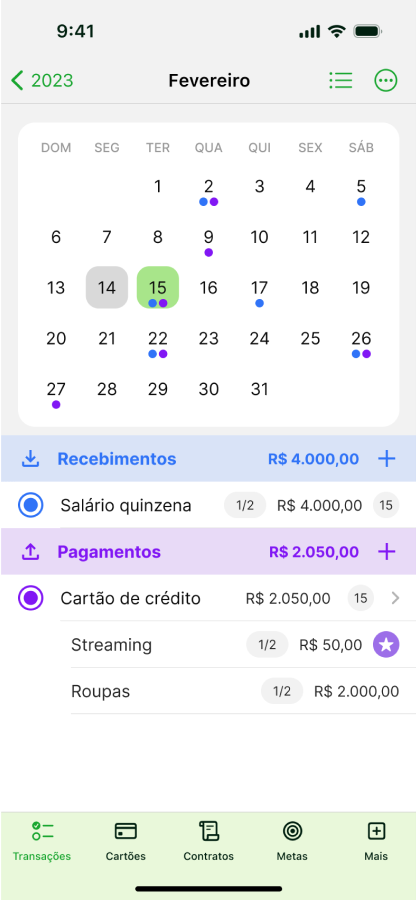 9:41
2023 Fevereiro
DOM SEG TER QUA QUI SEX SÁB
1 2 3 4 5
6 7 8 9 10 11 12
13 14 15 16 17 18 19
20 21 22 23 24 25 26
27 28 29 30 31
Recebimentos R$ 4.000,00
Salário quinzena 1/2 R$ 4.000,00 15
Pagamentos R$ 2.050,00
Cartão de crédito R$ 2.050,00 15
Streaming 1/2 R$ 50,00
Roupas 1/2 R$ 2.000,00
Transações Cartões Contratos Metas Mais